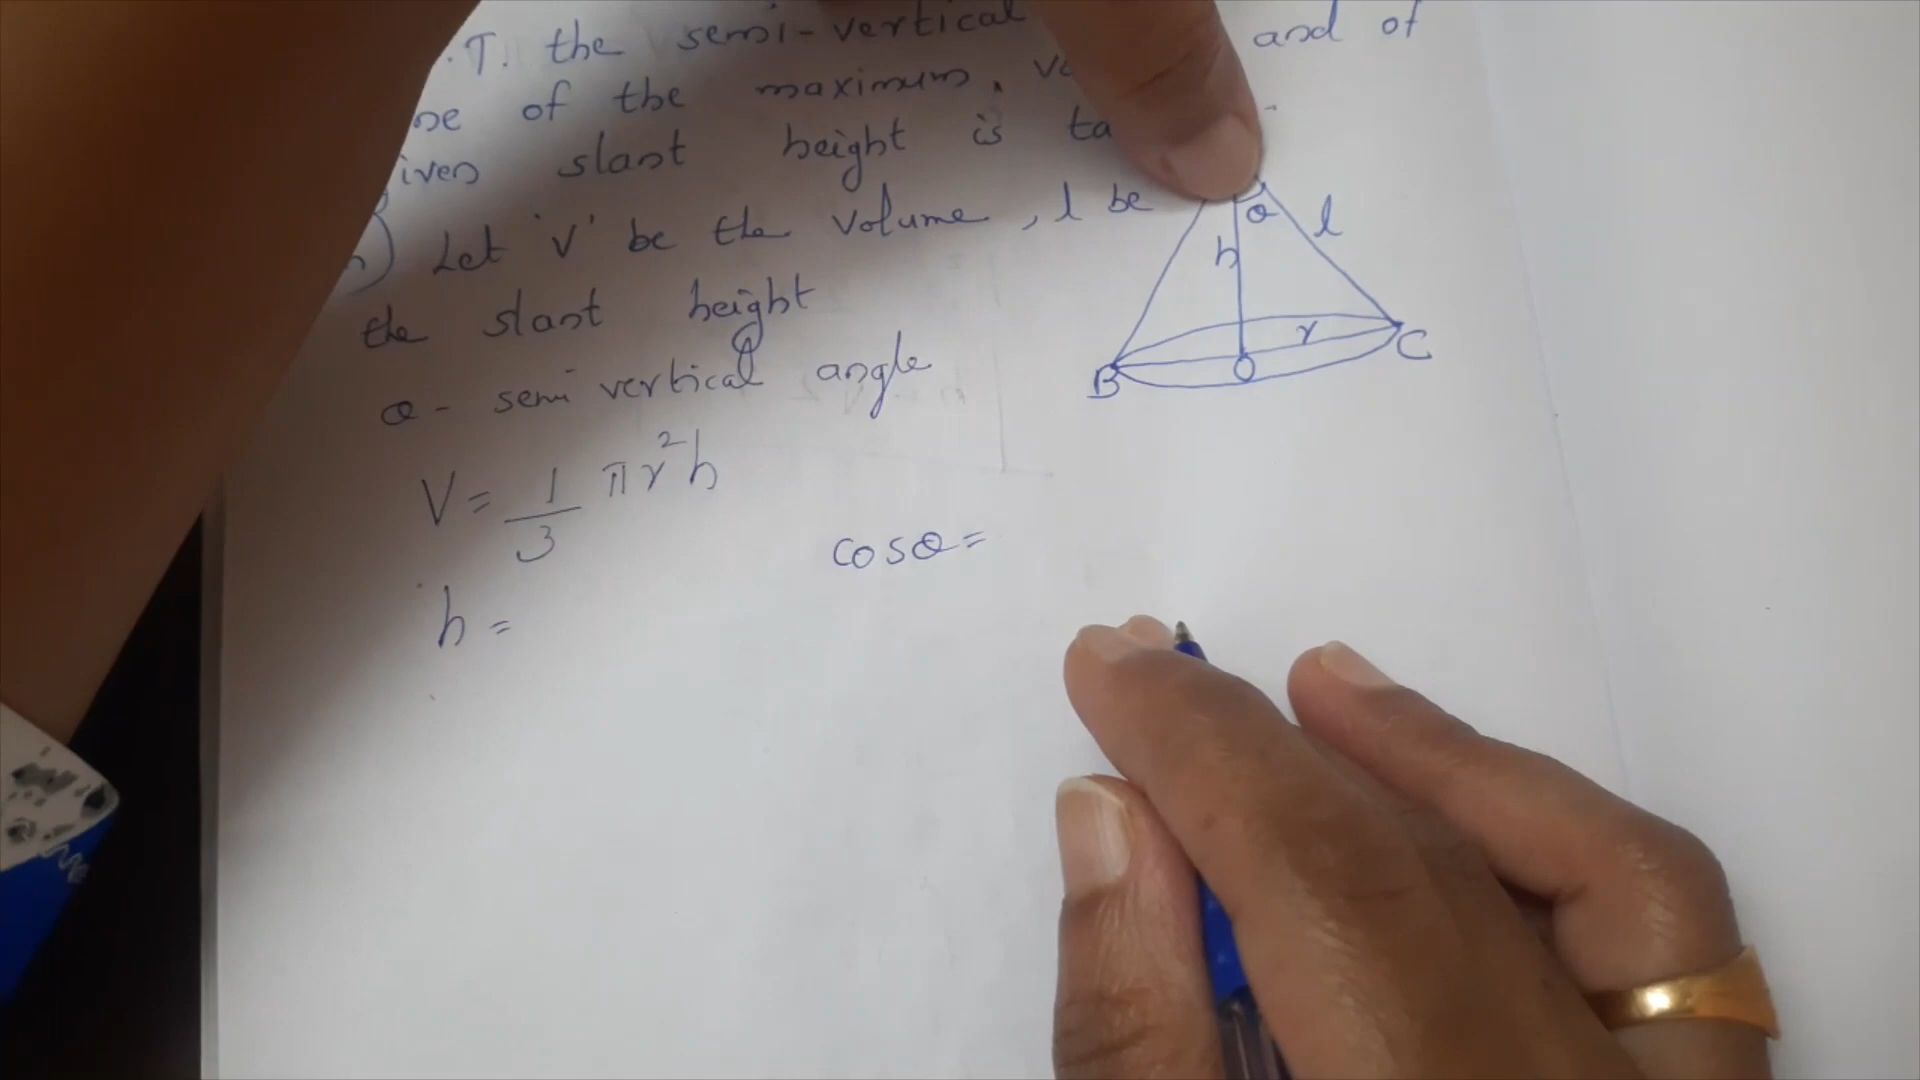 .T. the semi-vertical and of
of the maximum,
slant height is
Let 'V' be the volume, l be
the slant height
θ - semi vertical angle
V = 1/3 πr²h
cosθ =
h =
θ
l
h
r
B
O
C